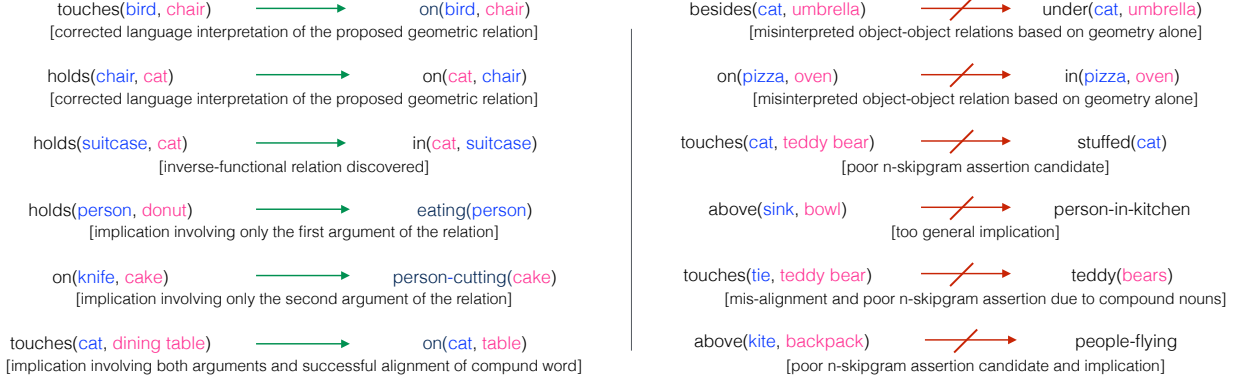 touches(bird, chair) on(bird, chair)
[corrected language interpretation of the proposed geometric relation]
holds(chair, cat) on(cat, chair)
[corrected language interpretation of the proposed geometric relation]
holds(suitcase, cat) in(cat, suitcase)
[inverse-functional relation discovered]
holds(person, donut) eating(person)
[implication involving only the first argument of the relation]
on(knife, cake) person-cutting(cake)
[implication involving only the second argument of the relation]
touches(cat, dining table) on(cat, table)
[implication involving both arguments and successful alignment of compund word]
besides(cat, umbrella) under(cat, umbrella)
[misinterpreted object-object relations based on geometry alone]
on(pizza, oven) in(pizza, oven)
[misinterpreted object-object relation based on geometry alone]
touches(cat, teddy bear) stuffed(cat)
[poor n-skipgram assertion candidate]
above(sink, bowl) person-in-kitchen
[too general implication]
touches(tie, teddy bear) teddy(bears)
[mis-alignment and poor n-skipgram assertion due to compound nouns]
above(kite, backpack) people-flying
[poor n-skipgram assertion candidate and implication]